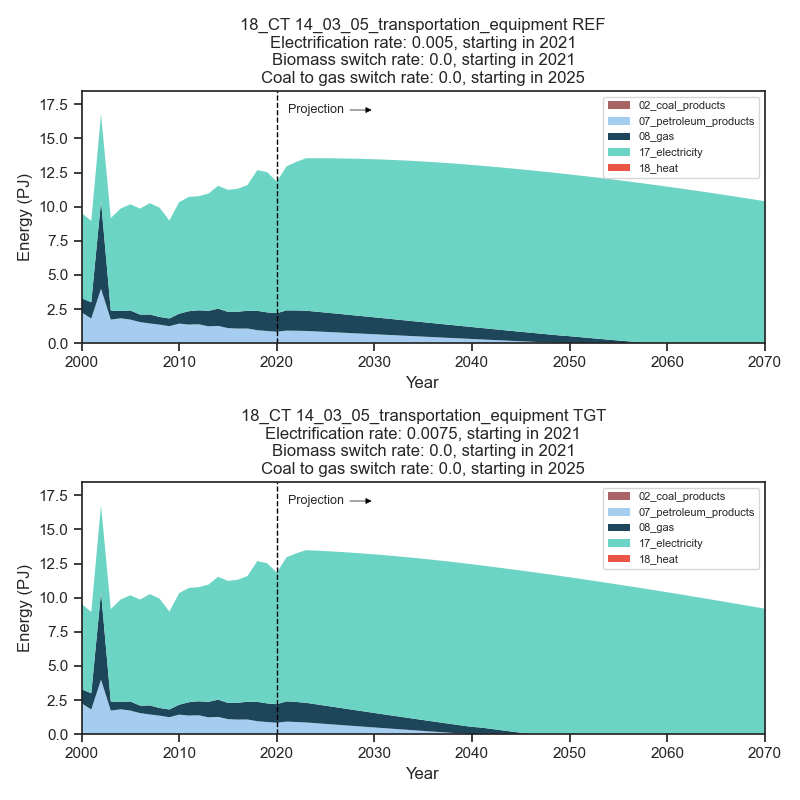 18_CT 14_03_05_transportation_equipment REF
Electrification rate: 0.005, starting in 2021
Biomass switch rate: 0.0, starting in 2021
Coal to gas switch rate: 0.0, starting in 2025
Energy (PJ)
17.5
15.0
12.5
10.0
7.5
5.0
2.5
0.0
Projection
02_coal_products
07_petroleum_products
08_gas
17_electricity
18_heat
2000 2010 2020 2030 2040 2050 2060 2070
Year
18_CT 14_03_05_transportation_equipment TGT
Electrification rate: 0.0075, starting in 2021
Biomass switch rate: 0.0, starting in 2021
Coal to gas switch rate: 0.0, starting in 2025
Energy (PJ)
17.5
15.0
12.5
10.0
7.5
5.0
2.5
0.0
Projection
02_coal_products
07_petroleum_products
08_gas
17_electricity
18_heat
2000 2010 2020 2030 2040 2050 2060 2070
Year